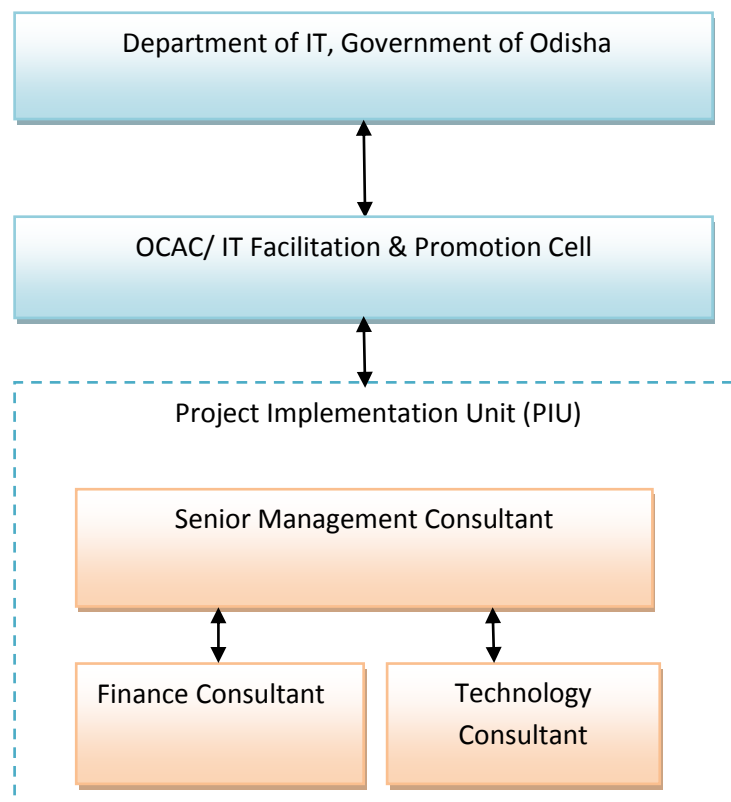 Department of IT, Government of Odisha
OCAC/ IT Facilitation & Promotion Cell
Project Implementation Unit (PIU)
Senior Management Consultant
Finance Consultant
Technology
Consultant